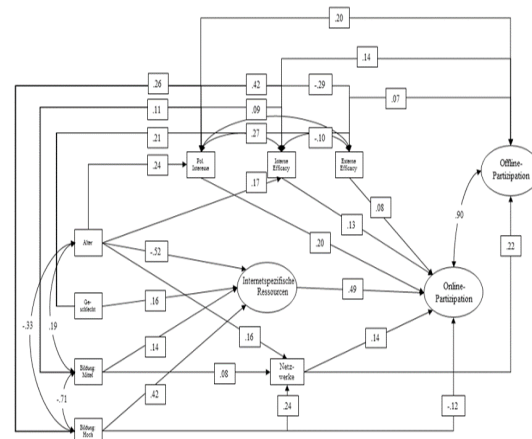 .20
.14
.26
.42
-.29
.07
.11
.09
.21
.27
-.10
.24
Pol.
Interesse
Interne
Efficacy
Externe
Efficacy
Offline-
Partizipation
.17
.08
.13
.90
.22
.20
Alter
-.52
Internetspezifische
Ressourcen
.49
Online-
Partizipation
Ge-
schlecht
.16
-.33
.19
.14
.16
.14
Bildung
Mittel
.08
Netz-
werke
-.71
.42
.24
-.12
Bildung
Hoch